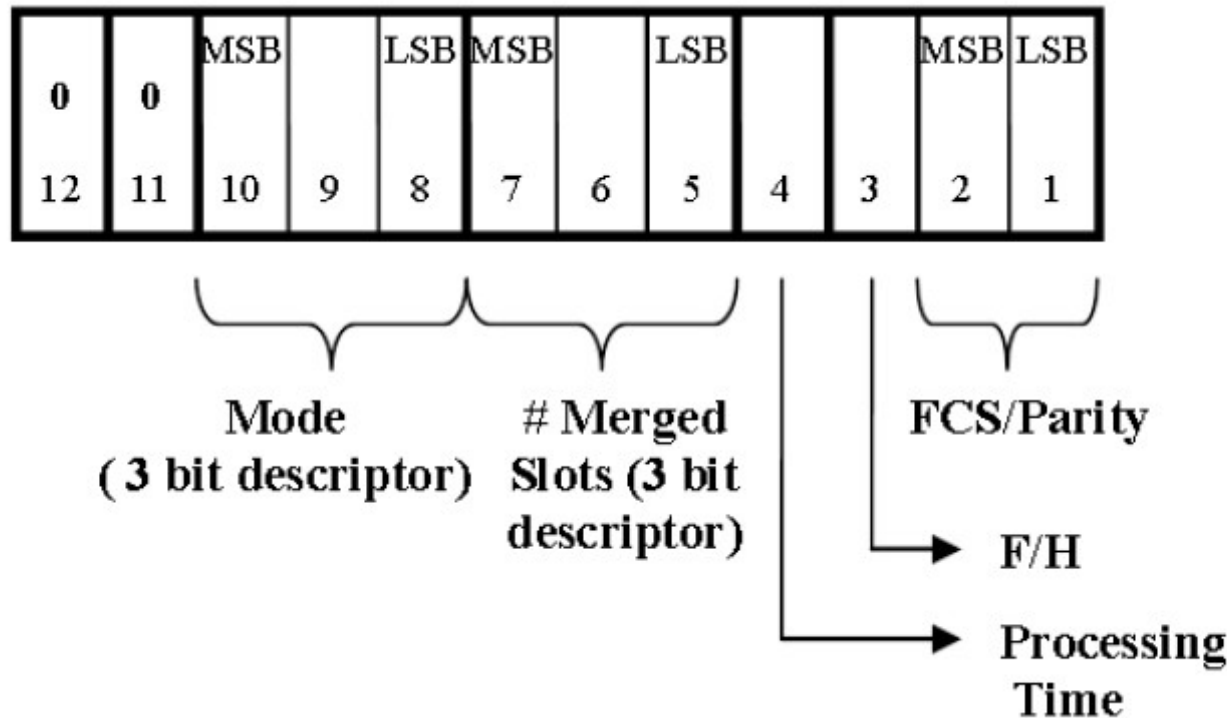 MSB LSB MSB LSB MSB LSB
0 0
12 11 10 9 8 7 6 5 4 3 2 1
Mode
( 3 bit descriptor)
# Merged
Slots (3 bit
descriptor)
FCS/Parity
F/H
Processing
Time